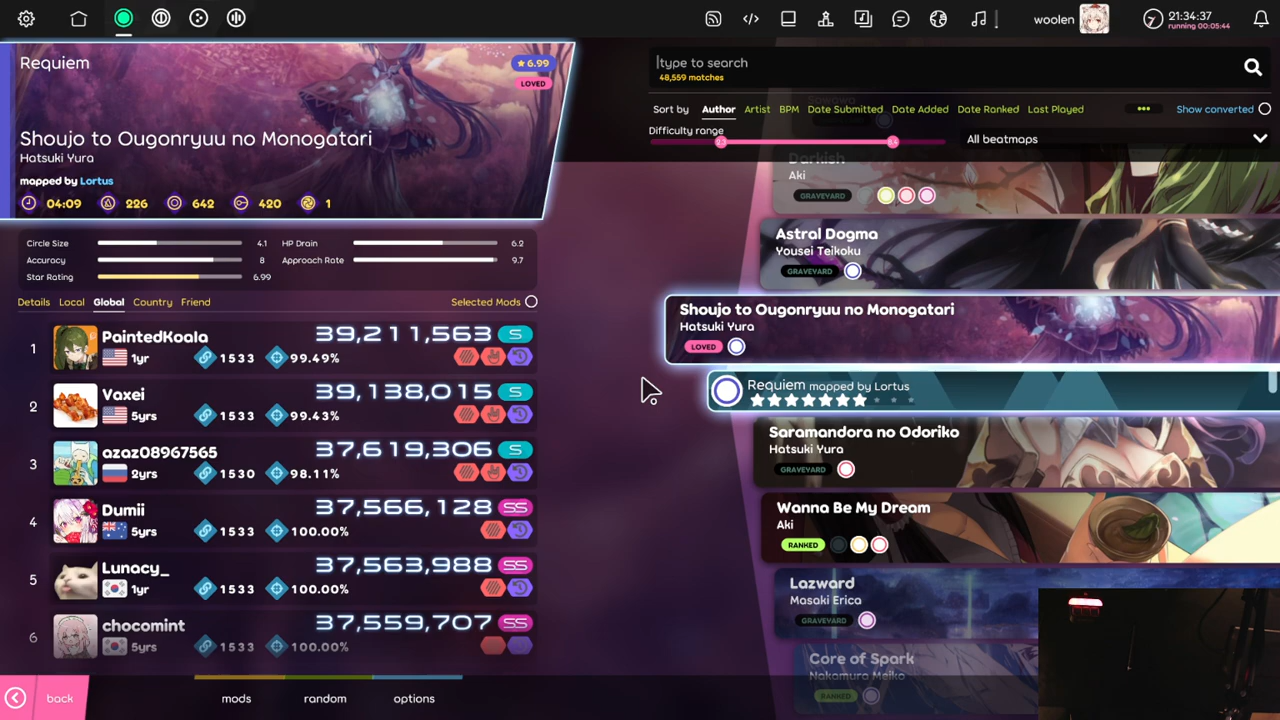 woolen
21:34:37
running 00:05:44
Requiem
6.99
LOVED
Shoujo to Ougonryuu no Monogatari
Hatsuki Yura
mapped by Lortus
04:09 226 642 420 1
type to search
48,559 matches
Sort by Author Artist BPM Date Submitted Date Added Date Ranked Last Played ••• Show converted
Difficulty range
All beatmaps
Circle Size 4.1 HP Drain 6.2
Accuracy 8 Approach Rate 9.7
Star Rating 6.99
Details Local Global Country Friend Selected Mods
1 PaintedKoala 39,211,563 S
1yr 1533 99.49%
2 Vaxei 39,138,015 S
5yrs 1533 99.43%
3 azaz08967565 37,619,306 S
2yrs 1530 98.11%
4 Dumii 37,566,128 SS
5yrs 1533 100.00%
5 Lunacy_ 37,563,988 SS
1yr 1533 100.00%
6 chocomint 37,559,707 SS
5yrs 1533 100.00%
Darkish
Aki
GRAVEYARD
Astral Dogma
Yousei Teikoku
GRAVEYARD
Shoujo to Ougonryuu no Monogatari
Hatsuki Yura
LOVED
Requiem mapped by Lortus
Saramandora no Odoriko
Hatsuki Yura
GRAVEYARD
Wanna Be My Dream
Aki
RANKED
Lazward
Masaki Erica
GRAVEYARD
Core of Spark
Nakamura Meiko
RANKED
back mods random options